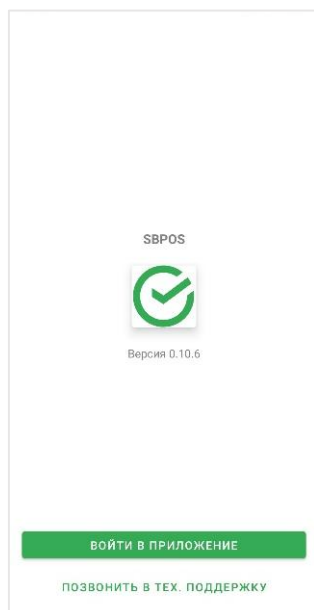 SBPOS
Версия 0.10.6
ВОЙТИ В ПРИЛОЖЕНИЕ
ПОЗВОНИТЬ В ТЕХ. ПОДДЕРЖКУ